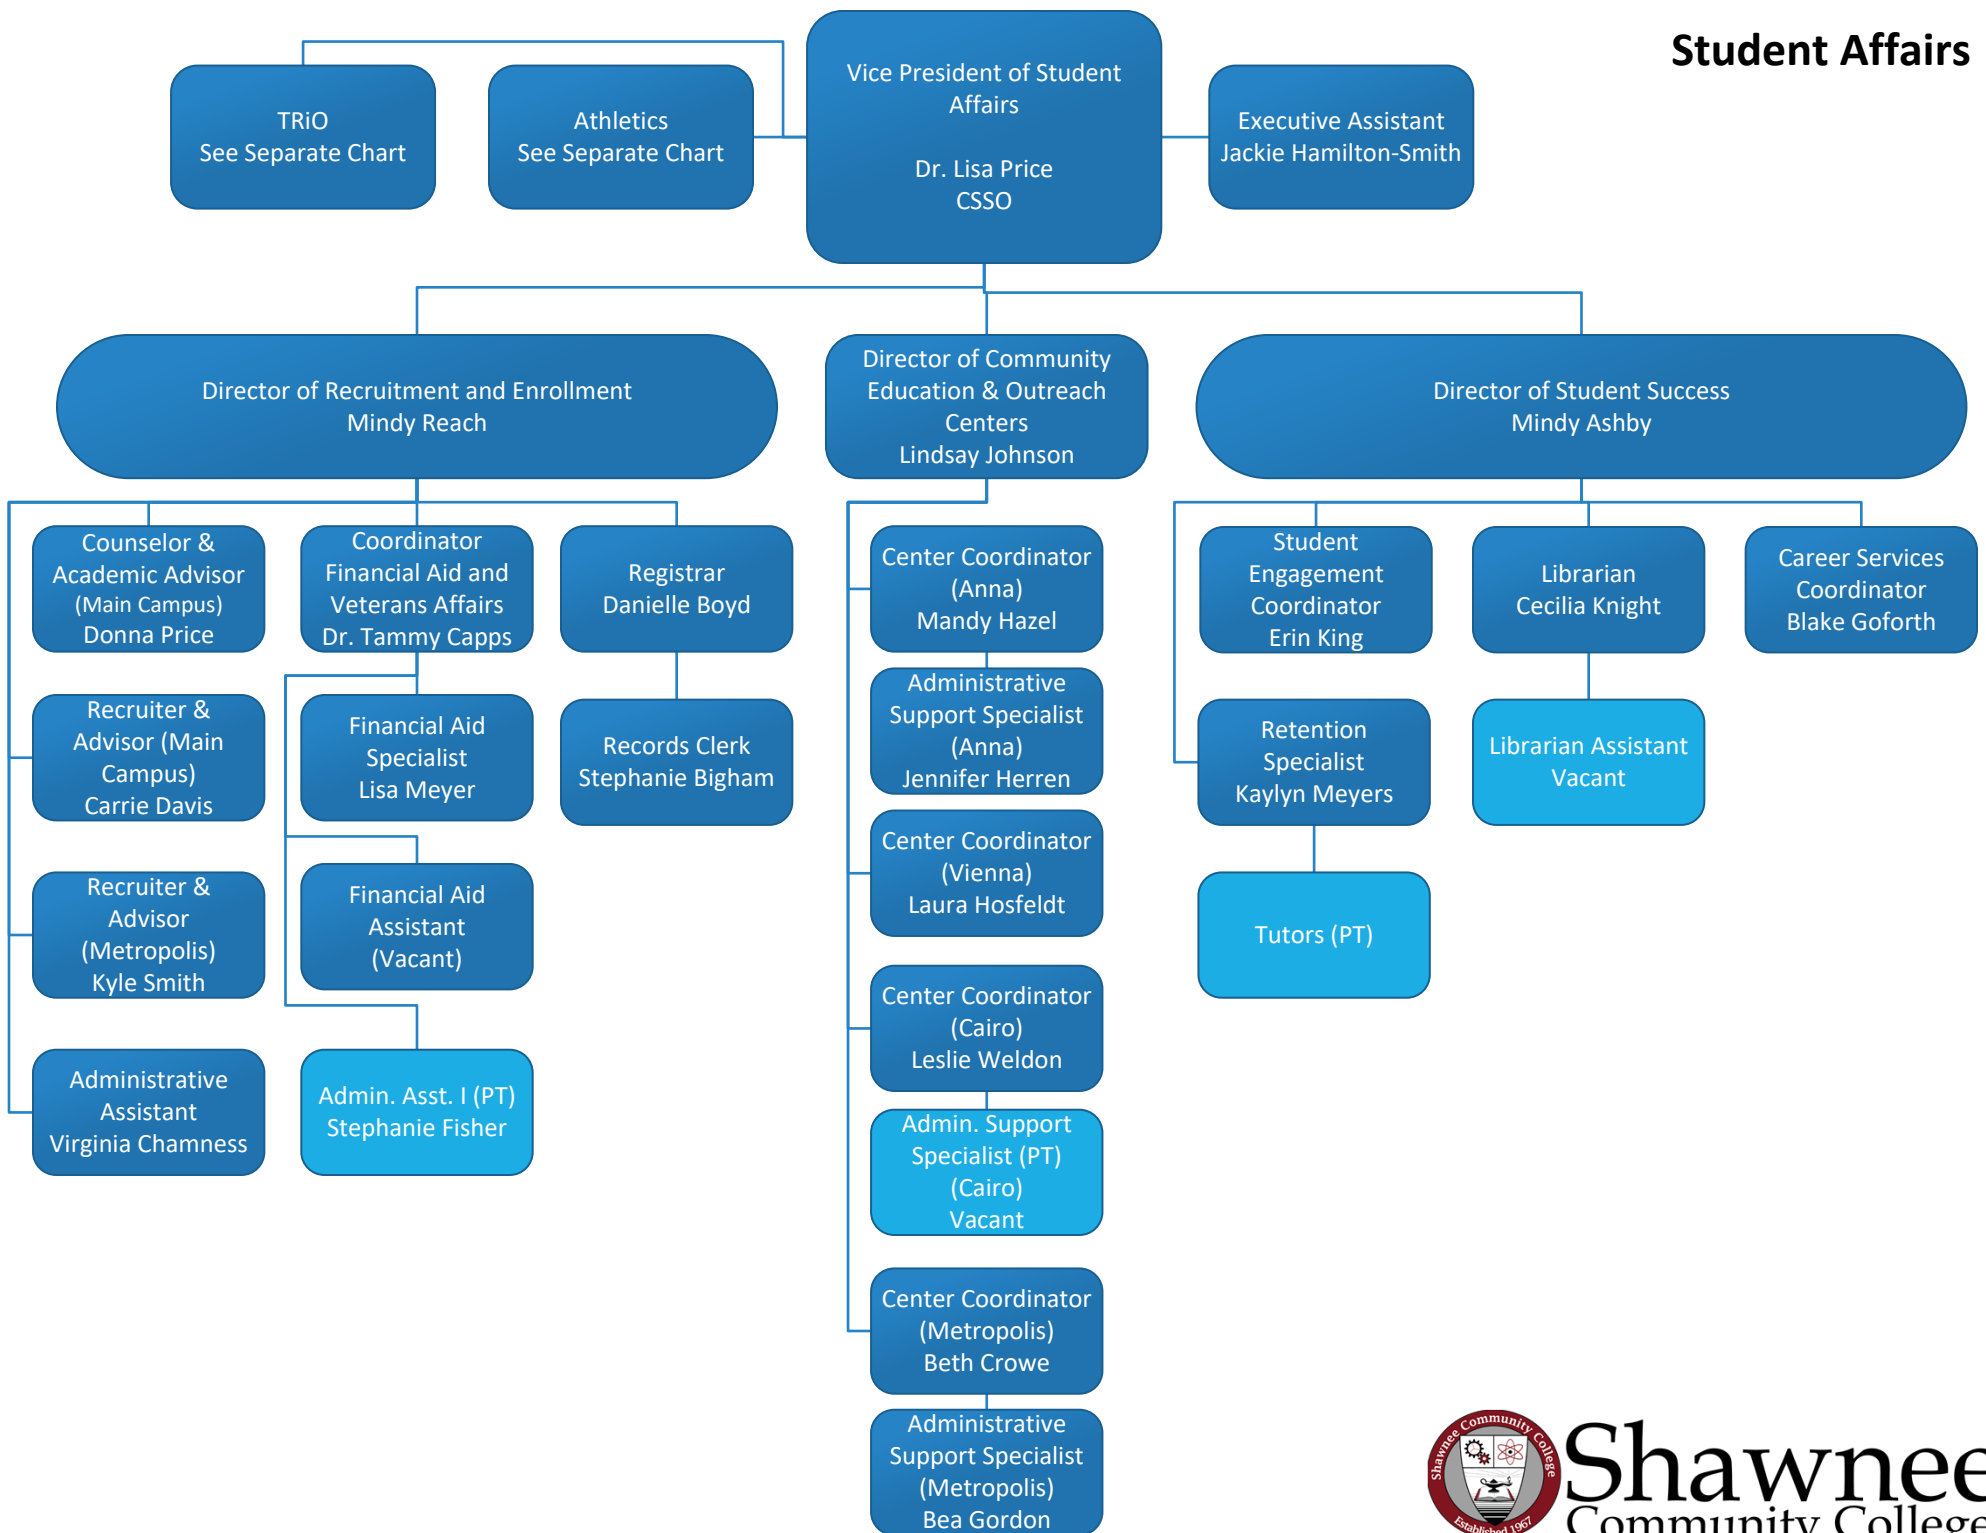 Student Affairs
TRiO
See Separate Chart
Athletics
See Separate Chart
Vice President of Student
Affairs
Dr. Lisa Price
CSSO
Executive Assistant
Jackie Hamilton-Smith
Director of Recruitment and Enrollment
Mindy Reach
Director of Community
Education & Outreach
Centers
Lindsay Johnson
Director of Student Success
Mindy Ashby
Counselor &
Academic Advisor
(Main Campus)
Donna Price
Recruiter &
Advisor (Main
Campus)
Carrie Davis
Recruiter &
Advisor
(Metropolis)
Kyle Smith
Administrative
Assistant
Virginia Chamness
Coordinator
Financial Aid and
Veterans Affairs
Dr. Tammy Capps
Financial Aid
Specialist
Lisa Meyer
Financial Aid
Assistant
(Vacant)
Admin. Asst. I (PT)
Stephanie Fisher
Registrar
Danielle Boyd
Records Clerk
Stephanie Bigham
Center Coordinator
(Anna)
Mandy Hazel
Administrative
Support Specialist
(Anna)
Jennifer Herren
Center Coordinator
(Vienna)
Laura Hosfeldt
Center Coordinator
(Cairo)
Leslie Weldon
Admin. Support
Specialist (PT)
(Cairo)
Vacant
Center Coordinator
(Metropolis)
Beth Crowe
Administrative
Support Specialist
(Metropolis)
Bea Gordon
Student
Engagement
Coordinator
Erin King
Retention
Specialist
Kaylyn Meyers
Tutors (PT)
Librarian
Cecilia Knight
Librarian Assistant
Vacant
Career Services
Coordinator
Blake Goforth
Shawnee Community College
Established 1967
Shawnee
Community College